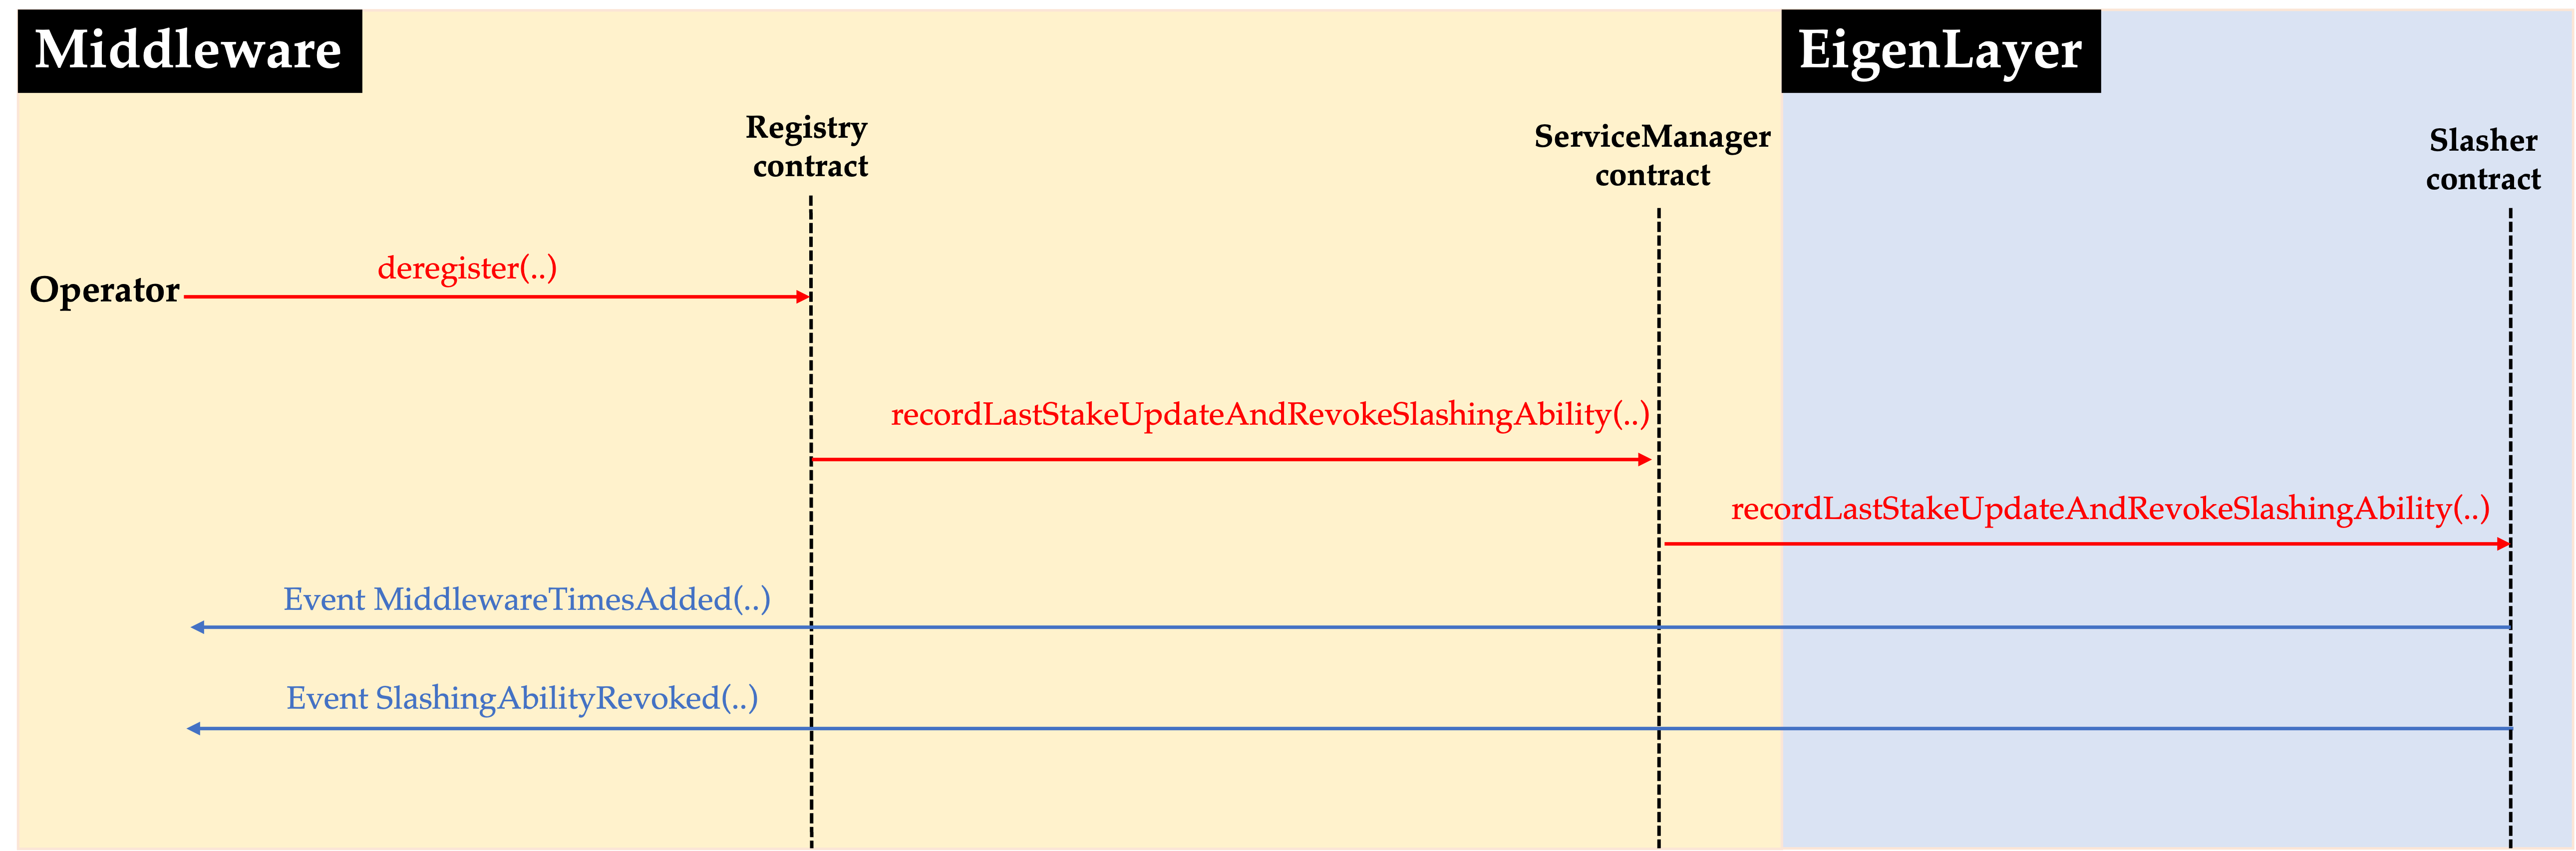 Middleware
EigenLayer
Registry
contract
ServiceManager
contract
Slasher
contract
deregister(..)
Operator
recordLastStakeUpdateAndRevokeSlashingAbility(..)
recordLastStakeUpdateAndRevokeSlashingAbility(..)
Event MiddlewareTimesAdded(..)
Event SlashingAbilityRevoked(..)